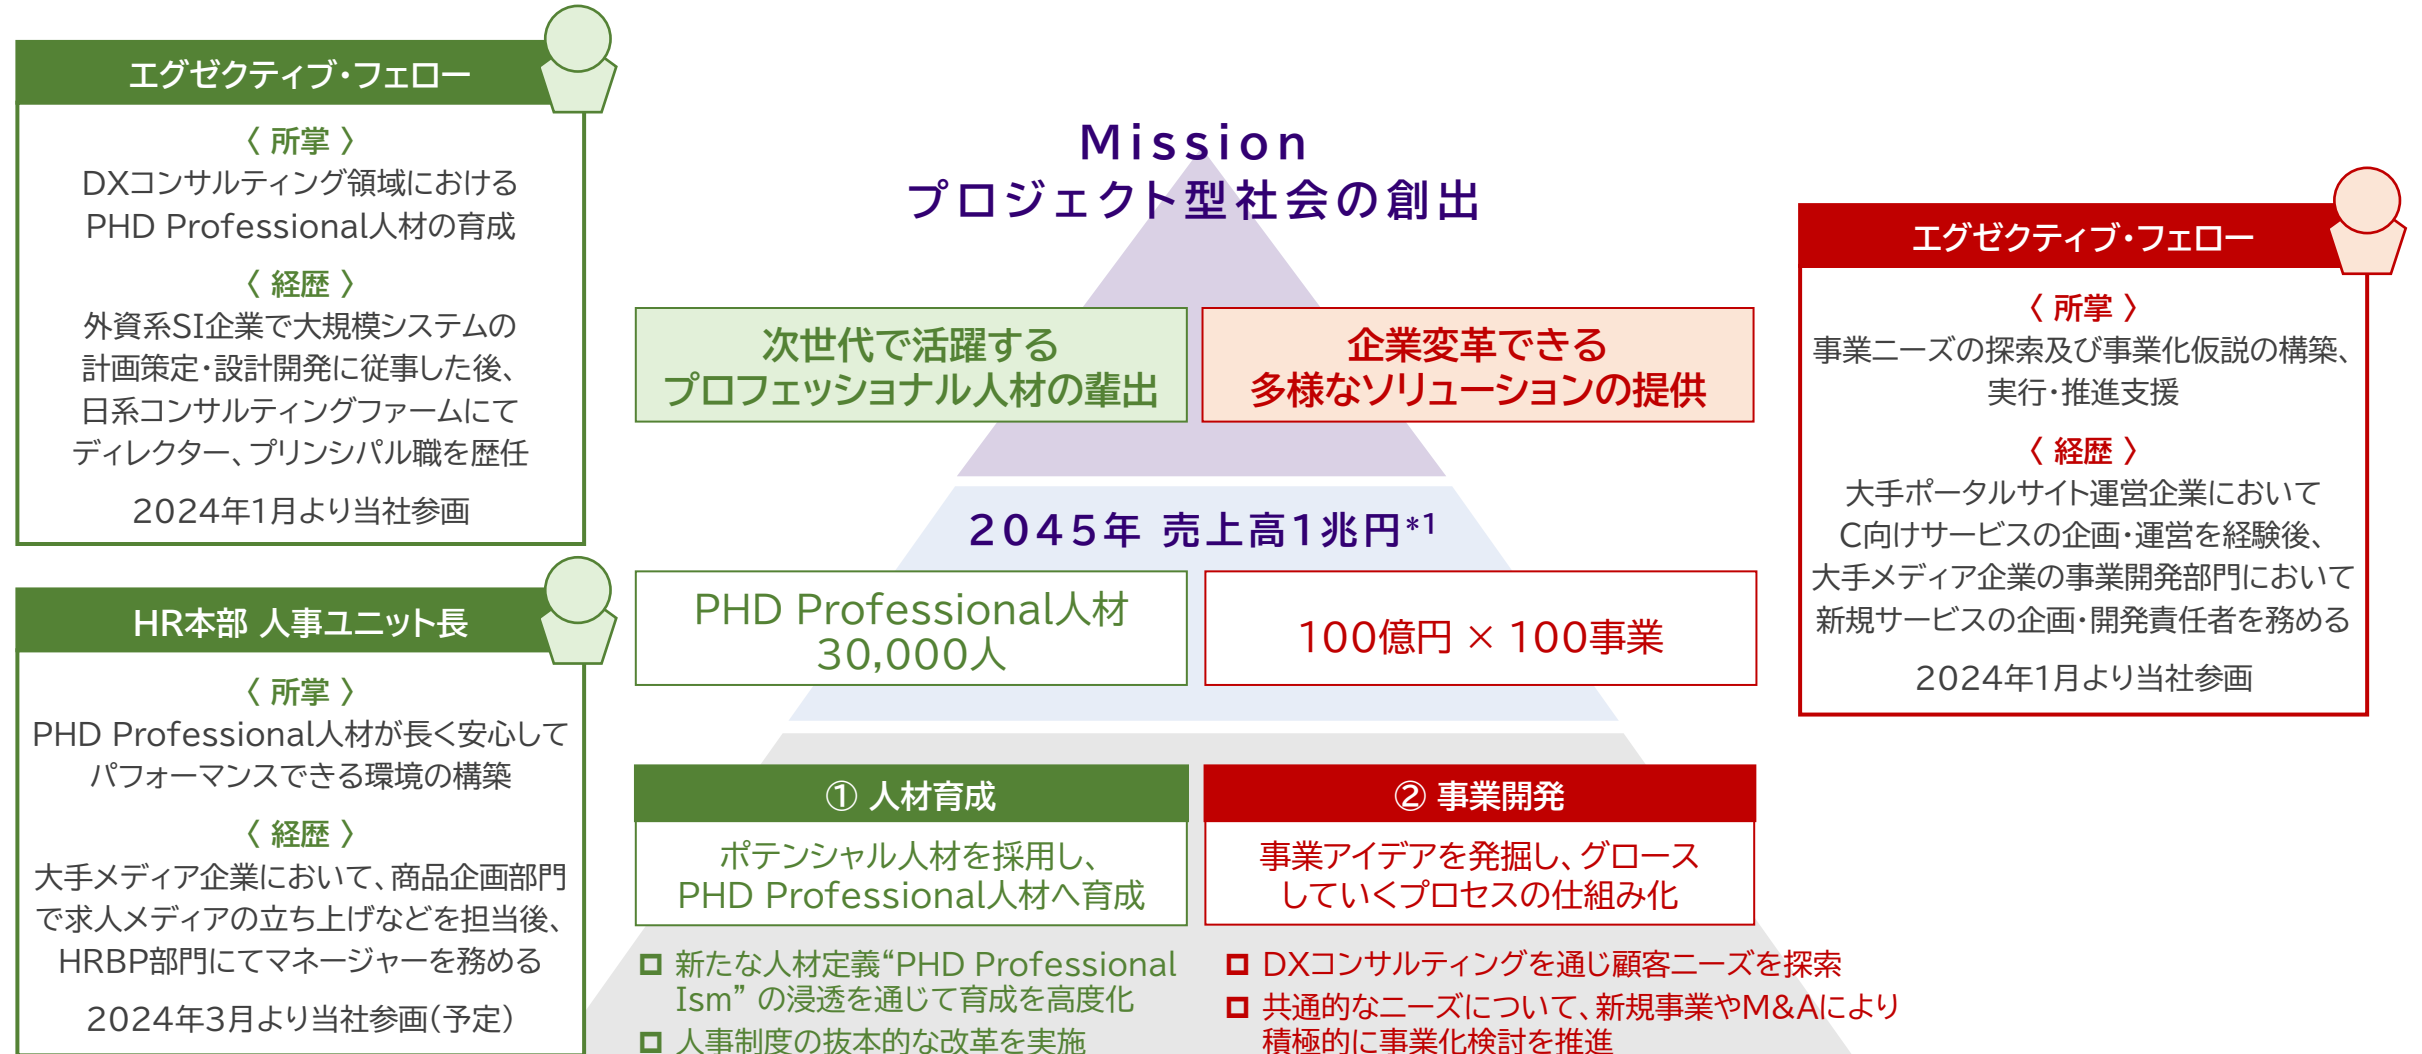 エグゼクティブ・フェロー
〈 所掌 〉
DXコンサルティング領域における
PHD Professional人材の育成
〈 経歴 〉
外資系SI企業で大規模システムの
計画策定・設計開発に従事した後、
日系コンサルティングファームにて
ディレクター、プリンシパル職を歴任
2024年1月より当社参画
HR本部 人事ユニット長
〈 所掌 〉
PHD Professional人材が長く安心して
パフォーマンスできる環境の構築
〈 経歴 〉
大手メディア企業において、商品企画部門
で求人メディアの立ち上げなどを担当後、
HRBP部門にてマネージャーを務める
2024年3月より当社参画(予定)
Mission
プロジェクト型社会の創出
次世代で活躍する
プロフェッショナル人材の輩出
企業変革できる
多様なソリューションの提供
2045年 売上高1兆円*1
PHD Professional人材
30,000人
100億円 × 100事業
① 人材育成
ポテンシャル人材を採用し、
PHD Professional人材へ育成
新たな人材定義“PHD Professional
Ism” の浸透を通じて育成を高度化
人事制度の抜本的な改革を実施
② 事業開発
事業アイデアを発掘し、グロース
していくプロセスの仕組み化
DXコンサルティングを通じ顧客ニーズを探索
共通的なニーズについて、新規事業やM&Aにより
積極的に事業化検討を推進
エグゼクティブ・フェロー
〈 所掌 〉
事業ニーズの探索及び事業化仮説の構築、
実行・推進支援
〈 経歴 〉
大手ポータルサイト運営企業において
C向けサービスの企画・運営を経験後、
大手メディア企業の事業開発部門において
新規サービスの企画・開発責任者を務める
2024年1月より当社参画